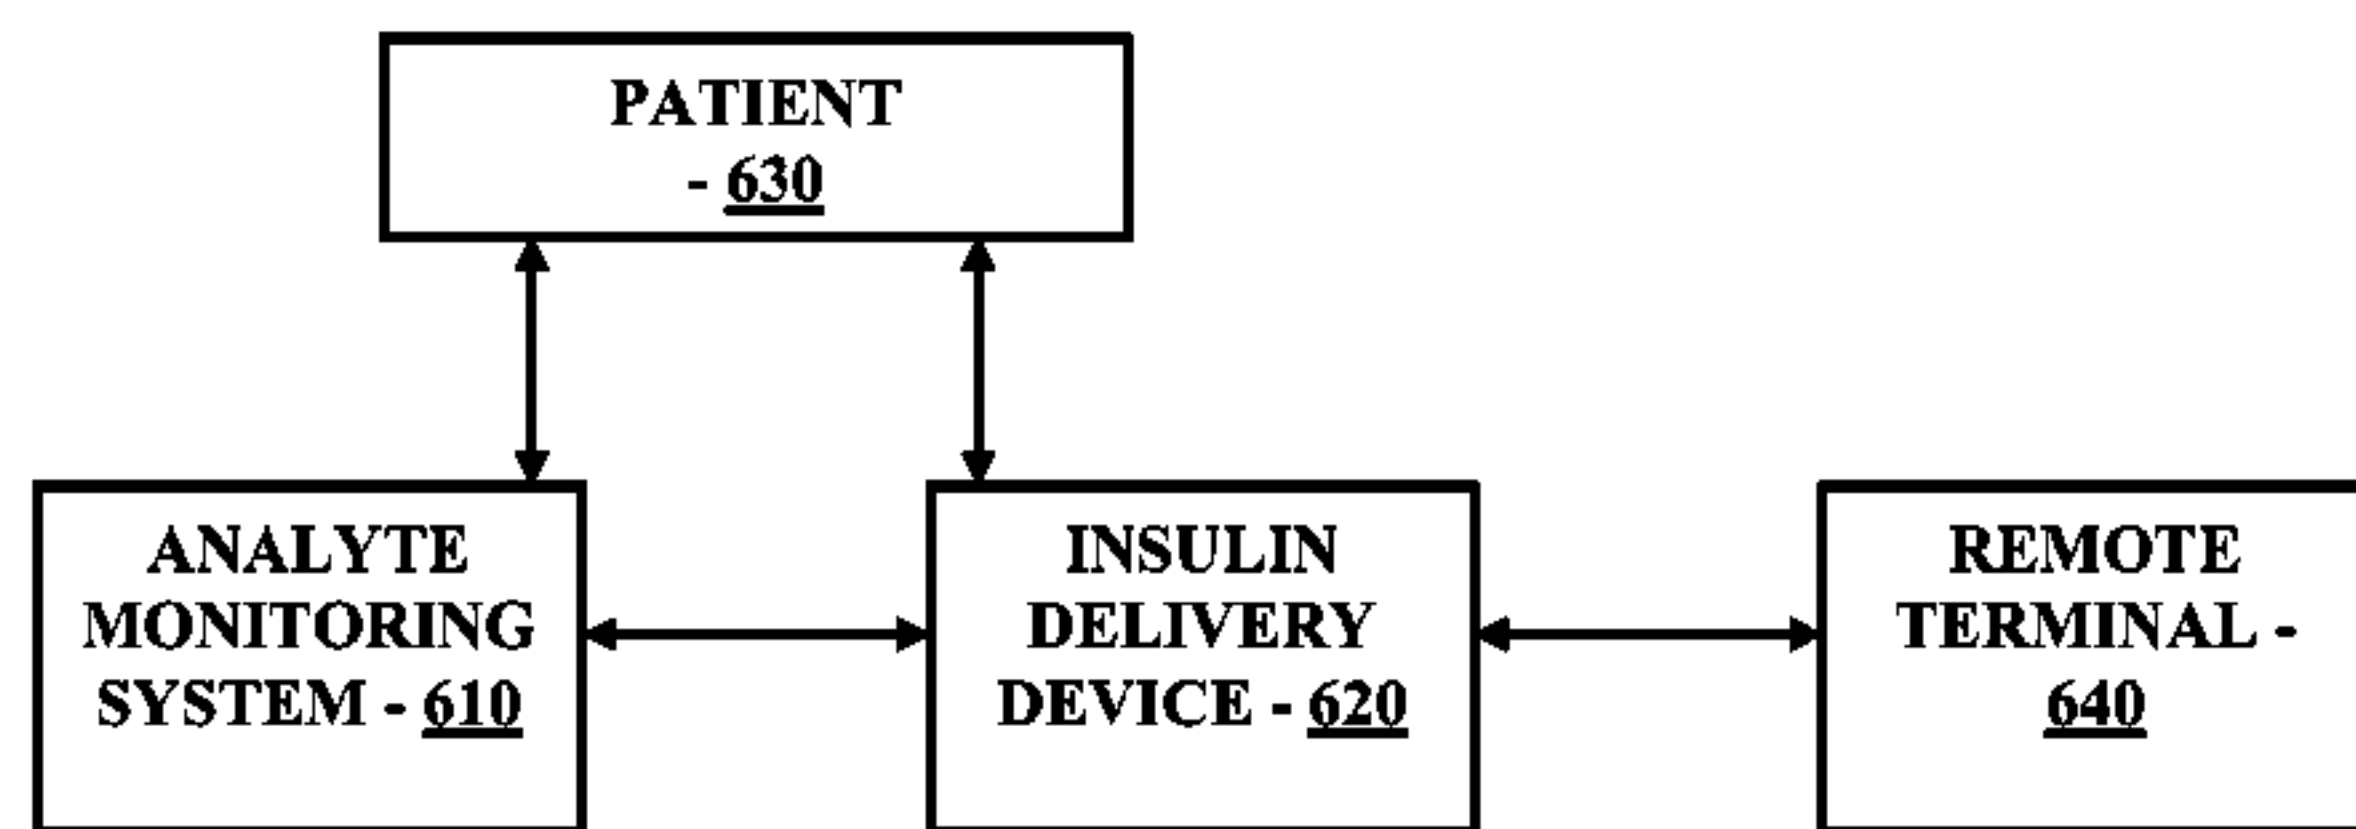 PATIENT
- 630
ANALYTE
MONITORING
SYSTEM - 610
INSULIN
DELIVERY
DEVICE - 620
REMOTE
TERMINAL -
640